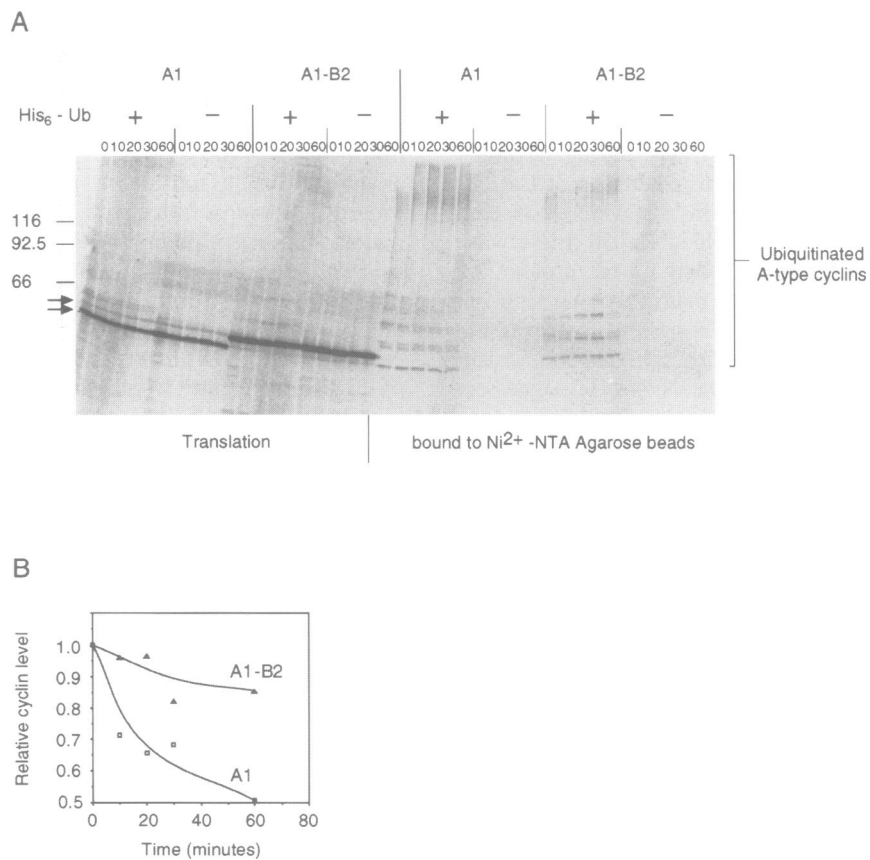 A
A1 A1-B2 A1 A1-B2
His6 - Ub + − + − + − + −
0 10 20 30 60 0 10 20 30 60 0 10 20 30 60 0 10 20 30 60 0 10 20 30 60 0 10 20 30 60 0 10 20 30 60 0 10 20 30 60
116
92.5
66
Ubiquitinated
A-type cyclins
Translation bound to Ni2+ -NTA Agarose beads
B
Relative cyclin level
1.0
0.9
0.8
0.7
0.6
0.5
A1-B2
A1
0 20 40 60 80
Time (minutes)